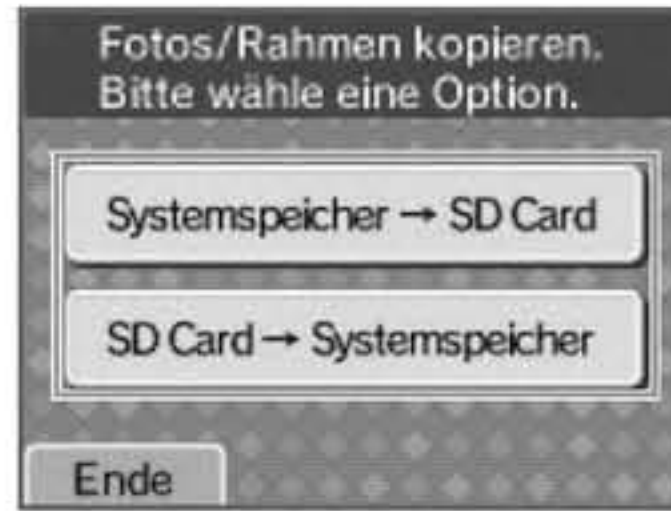 Fotos/Rahmen kopieren.
Bitte wähle eine Option.
Systemspeicher → SD Card
SD Card → Systemspeicher
Ende